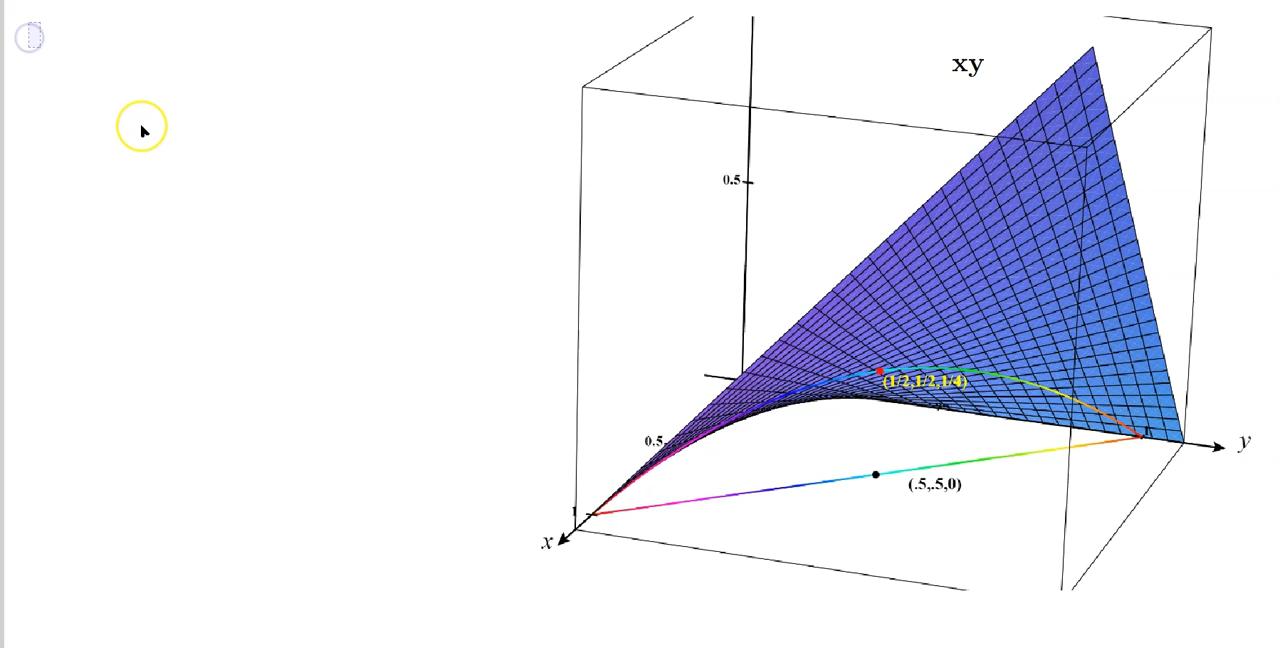 xy
0.5
(1/2,1/2,1/4)
0.5
y
(.5,.5,0)
1
x